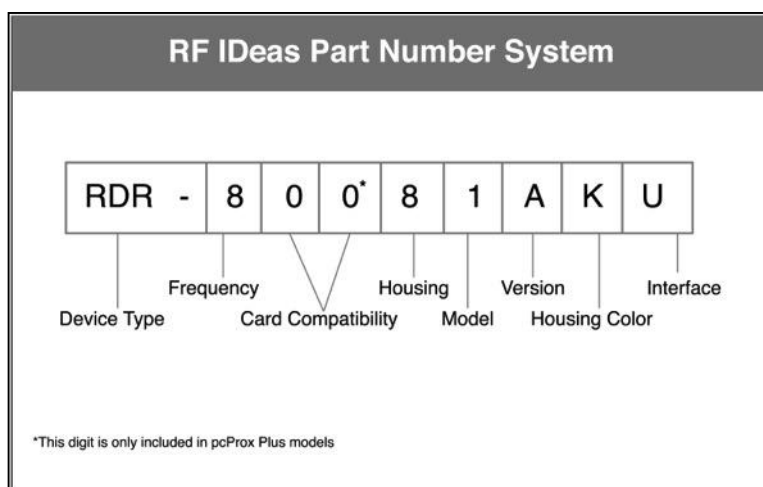 RF IDeas Part Number System
RDR - 8 0 0* 8 1 A K U
Frequency Housing Version Interface
Device Type Card Compatibility Model Housing Color
*This digit is only included in pcProx Plus models